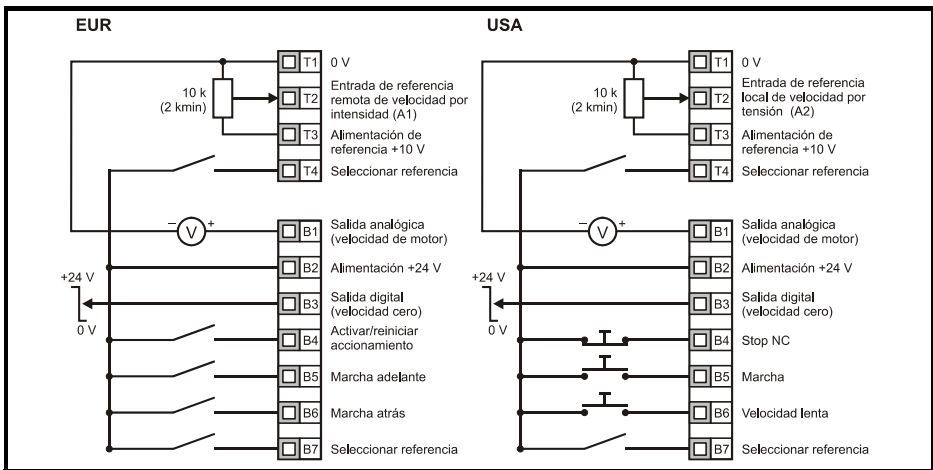 EUR
10 k
(2 kmin)
T1 0 V
T2 Entrada de referencia
remota de velocidad por
intensidad (A1)
T3 Alimentación de
referencia +10 V
T4 Seleccionar referencia
– V +
B1 Salida analógica
(velocidad de motor)
B2 Alimentación +24 V
+24 V
0 V
B3 Salida digital
(velocidad cero)
B4 Activar/reiniciar
accionamiento
B5 Marcha adelante
B6 Marcha atrás
B7 Seleccionar referencia
USA
10 k
(2 kmin)
T1 0 V
T2 Entrada de referencia
local de velocidad por
tensión (A2)
T3 Alimentación de
referencia +10 V
T4 Seleccionar referencia
– V +
B1 Salida analógica
(velocidad de motor)
B2 Alimentación +24 V
+24 V
0 V
B3 Salida digital
(velocidad cero)
B4 Stop NC
B5 Marcha
B6 Velocidad lenta
B7 Seleccionar referencia